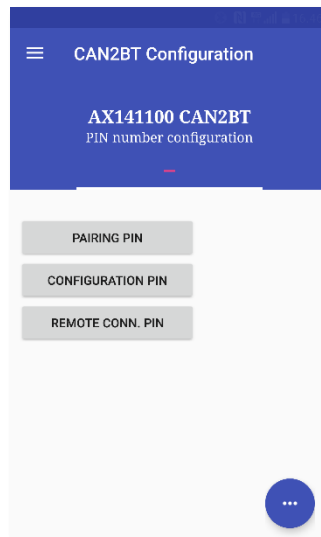 CAN2BT Configuration
AX141100 CAN2BT
PIN number configuration
PAIRING PIN
CONFIGURATION PIN
REMOTE CONN. PIN